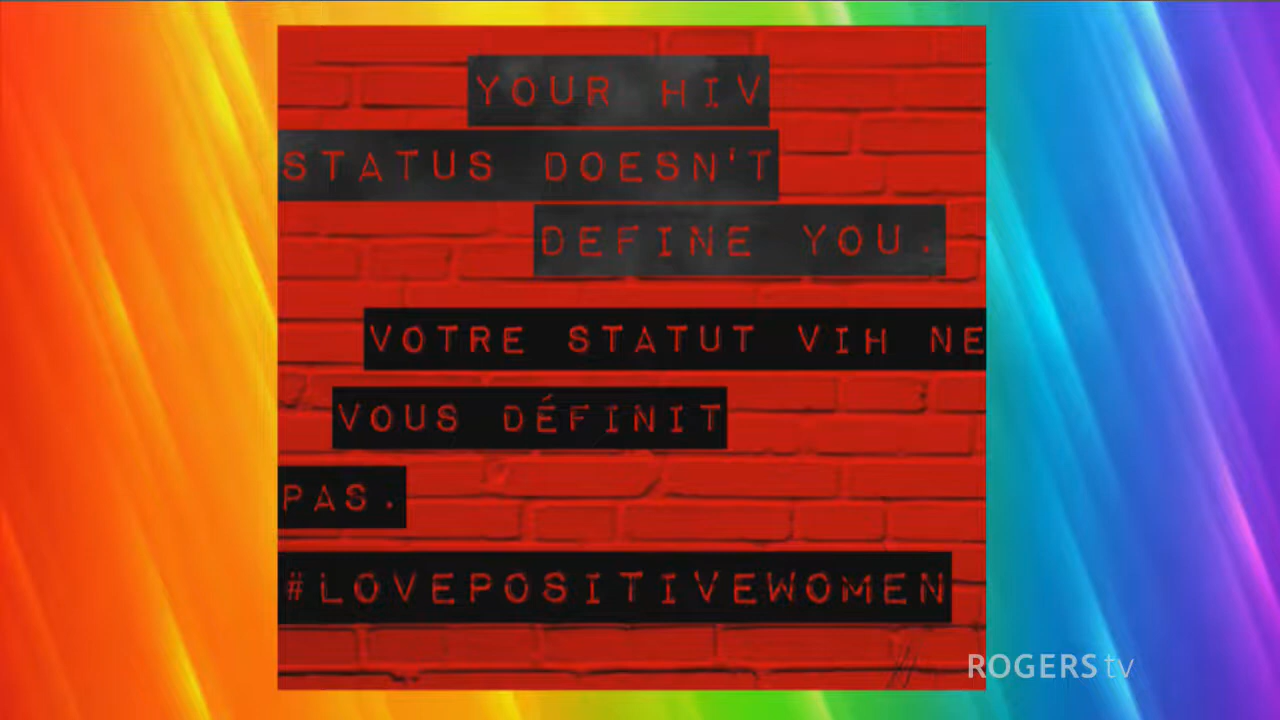 YOUR HIV
STATUS DOESN'T
DEFINE YOU.
VOTRE STATUT VIH NE
VOUS DÉFINIT
PAS.
#LOVEPOSITIVEWOMEN
ROGERS tv